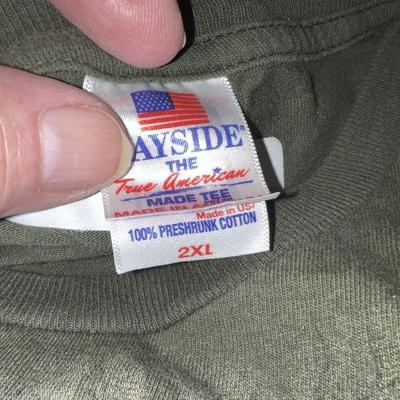 AYSIDE
THE
True American
MADE TEE
MADE IN
Made in USA
100% PRESHRUNK COTTON
2XL